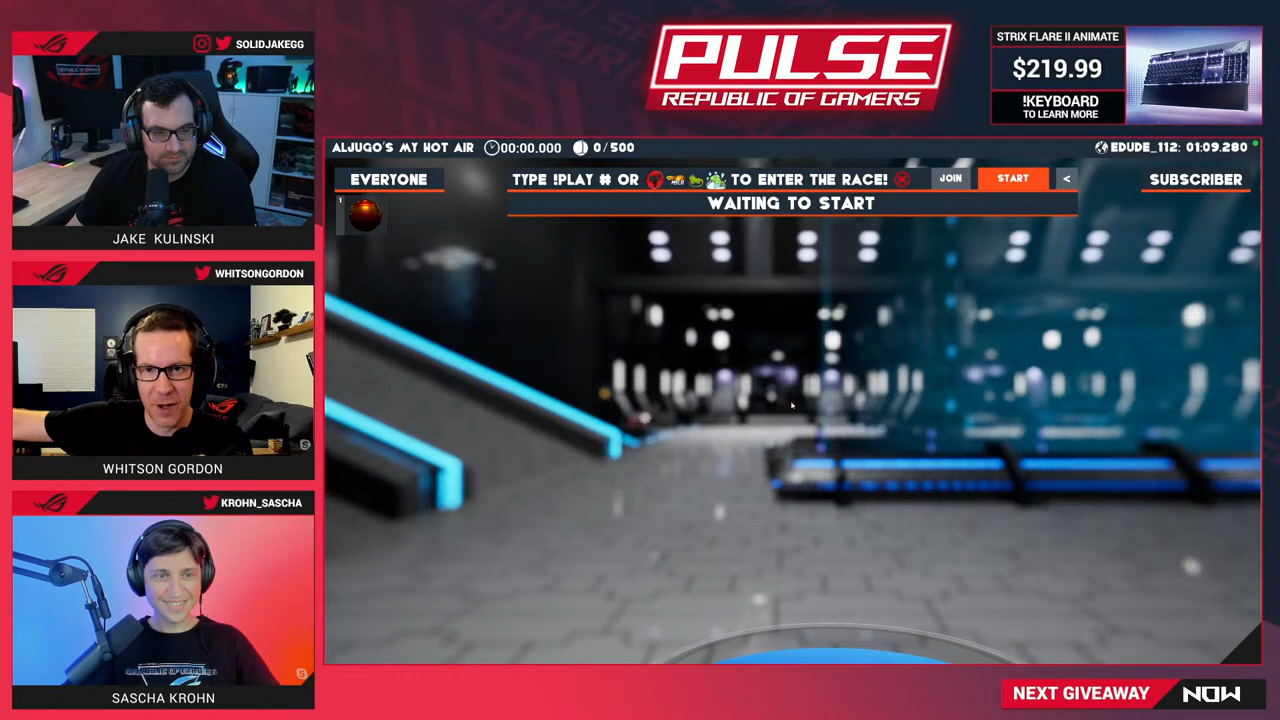 SOLIDJAKEGG
JAKE KULINSKI
WHITSONGORDON
WHITSON GORDON
KROHN_SASCHA
SASCHA KROHN
PULSE
REPUBLIC OF GAMERS
STRIX FLARE II ANIMATE
$219.99
!KEYBOARD
TO LEARN MORE
ALJUGO'S MY HOT AIR 00:00.000 0/500 EDUDE_112: 01:09.280
EVERYONE
TYPE !PLAY # OR TO ENTER THE RACE! JOIN START <
SUBSCRIBER
WAITING TO START
1
NEXT GIVEAWAY NOW